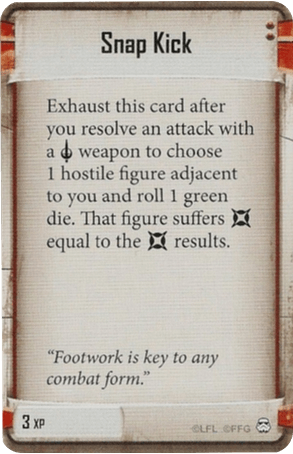 Snap Kick
Exhaust this card after
you resolve an attack with
a weapon to choose
1 hostile figure adjacent
to you and roll 1 green
die. That figure suffers
equal to the results.
“Footwork is key to any
combat form.”
3 XP
©LFL ©FFG